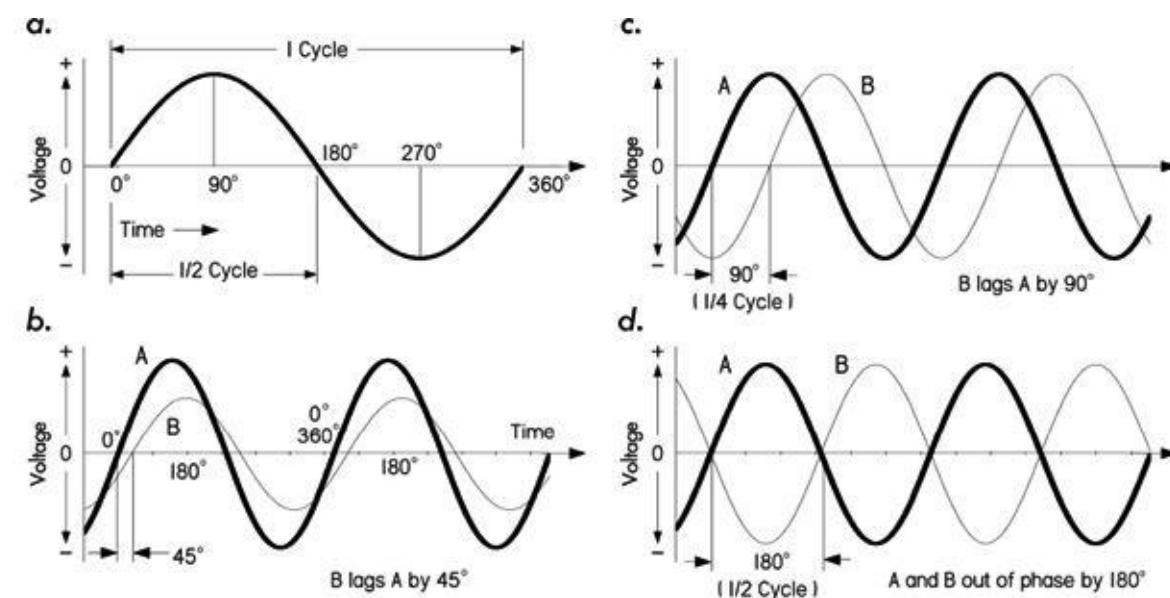 a.
1 Cycle
+
Voltage
0
−
0°
90°
180°
270°
360°
Time
1/2 Cycle
b.
+
Voltage
0
−
A
B
0°
180°
0°
360°
180°
Time
45°
B lags A by 45°
c.
+
Voltage
0
−
A
B
90°
(1/4 Cycle)
B lags A by 90°
d.
+
Voltage
0
−
A
B
180°
(1/2 Cycle)
A and B out of phase by 180°